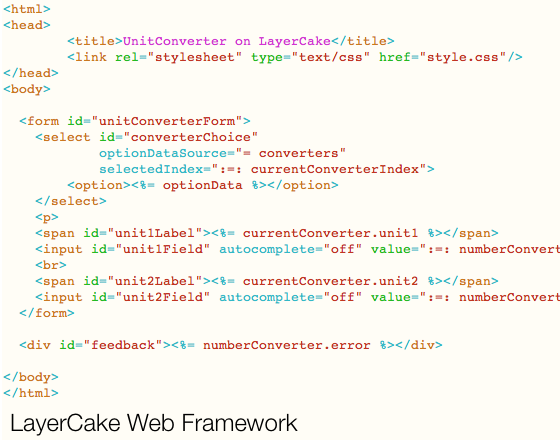 <html>
<head>
<title>UnitConverter on LayerCake</title>
<link rel="stylesheet" type="text/css" href="style.css"/>
</head>
<body>
<form id="unitConverterForm">
<select id="converterChoice"
optionDataSource="= converters"
selectedIndex=":=: currentConverterIndex">
<option><%= optionData %></option>
</select>
<p>
<span id="unit1Label"><%= currentConverter.unit1 %></span>
<input id="unit1Field" autocomplete="off" value=":=: numberConvert
<br>
<span id="unit2Label"><%= currentConverter.unit2 %></span>
<input id="unit2Field" autocomplete="off" value=":=: numberConvert
</form>
<div id="feedback"><%= numberConverter.error %></div>
</body>
</html>
LayerCake Web Framework